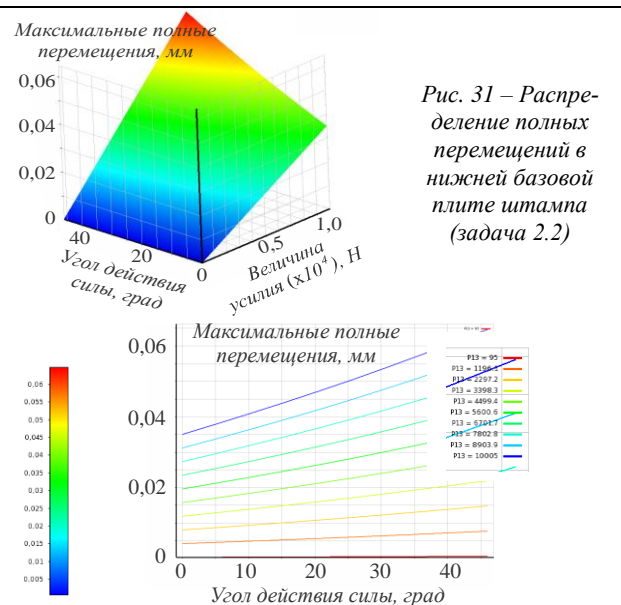 Максимальные полные
перемещения, мм
0,06
0,04
0,02
0
40
20
0
Угол действия
силы, град
0,5
1,0
Величина
усилия (x10⁴), Н
Рис. 31 – Распре-
деление полных
перемещений в
нижней базовой
плите штампа
(задача 2.2)
0.06
0,055
0.05
0,045
0.04
0,035
0.03
0,025
0.02
0,015
0.01
0.005
Максимальные полные
перемещения, мм
0,06
0,04
0,02
0
0
10
20
30
40
Угол действия силы, град
P13 = 95
P13 = 95
P13 = 1196.1
P13 = 2297.2
P13 = 3398.3
P13 = 4499.4
P13 = 5600.6
P13 = 6701.7
P13 = 7802.8
P13 = 8903.9
P13 = 10005